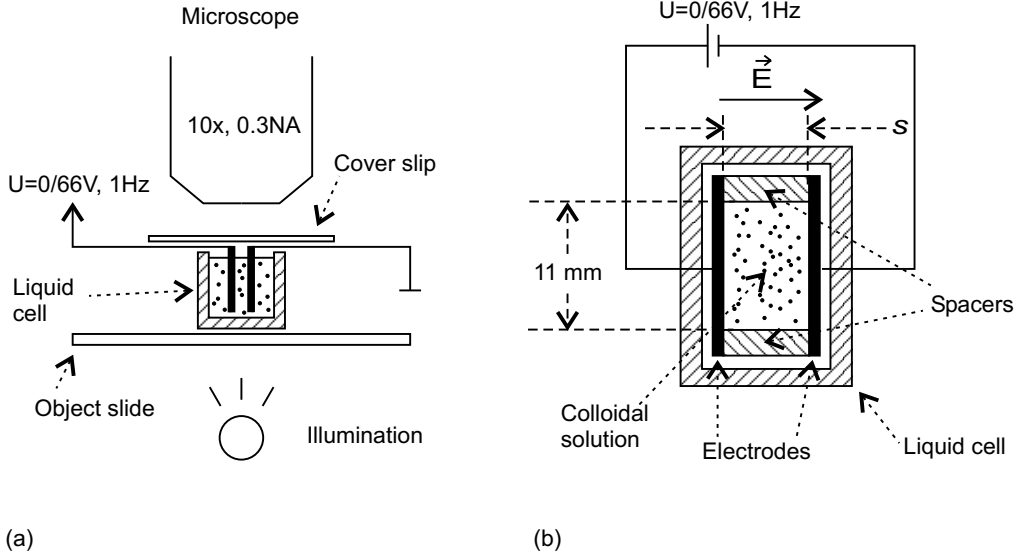 Microscope
10x, 0.3NA
Cover slip
U=0/66V, 1Hz
Liquid
cell
Object slide
Illumination
(a)
U=0/66V, 1Hz
E
s
11 mm
Spacers
Colloidal
solution
Electrodes
Liquid cell
(b)